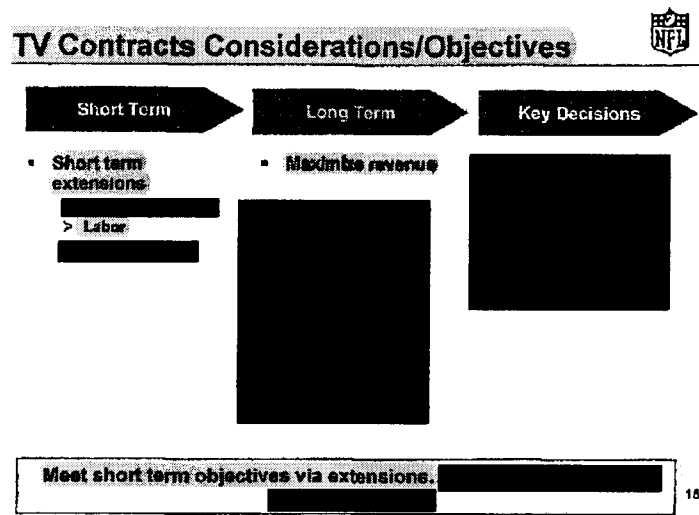 NFL
TV Contracts Considerations/Objectives
Short Term
Long Term
Key Decisions
▪ Short term
extensions
> Labor
▪ Maximize revenue
Meet short term objectives via extensions.
15